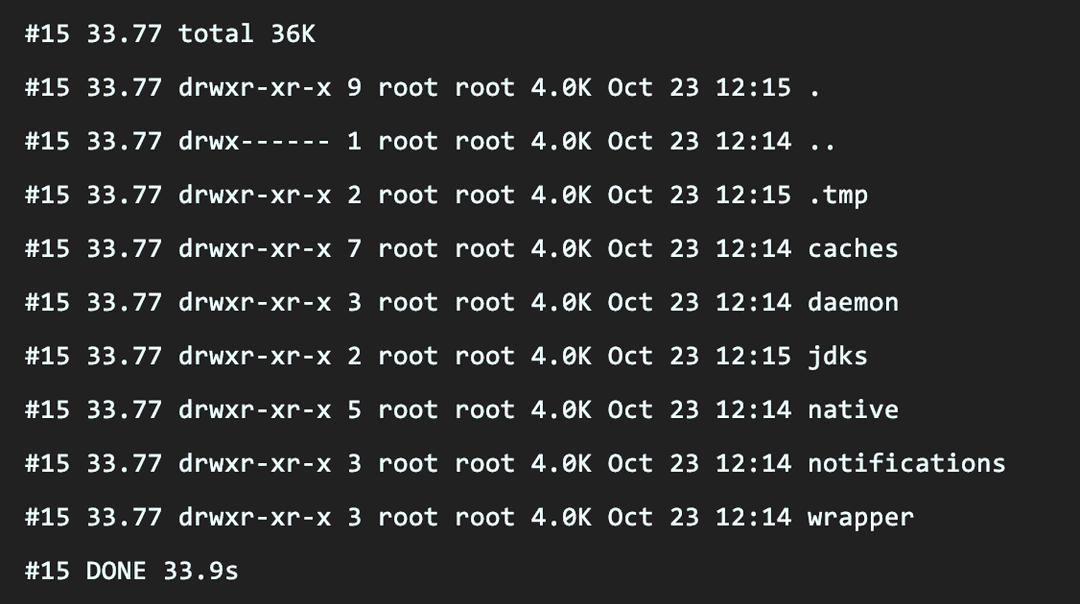 #15 33.77 total 36K
#15 33.77 drwxr-xr-x 9 root root 4.0K Oct 23 12:15 .
#15 33.77 drwx------ 1 root root 4.0K Oct 23 12:14 ..
#15 33.77 drwxr-xr-x 2 root root 4.0K Oct 23 12:15 .tmp
#15 33.77 drwxr-xr-x 7 root root 4.0K Oct 23 12:14 caches
#15 33.77 drwxr-xr-x 3 root root 4.0K Oct 23 12:14 daemon
#15 33.77 drwxr-xr-x 2 root root 4.0K Oct 23 12:15 jdks
#15 33.77 drwxr-xr-x 5 root root 4.0K Oct 23 12:14 native
#15 33.77 drwxr-xr-x 3 root root 4.0K Oct 23 12:14 notifications
#15 33.77 drwxr-xr-x 3 root root 4.0K Oct 23 12:14 wrapper
#15 DONE 33.9s